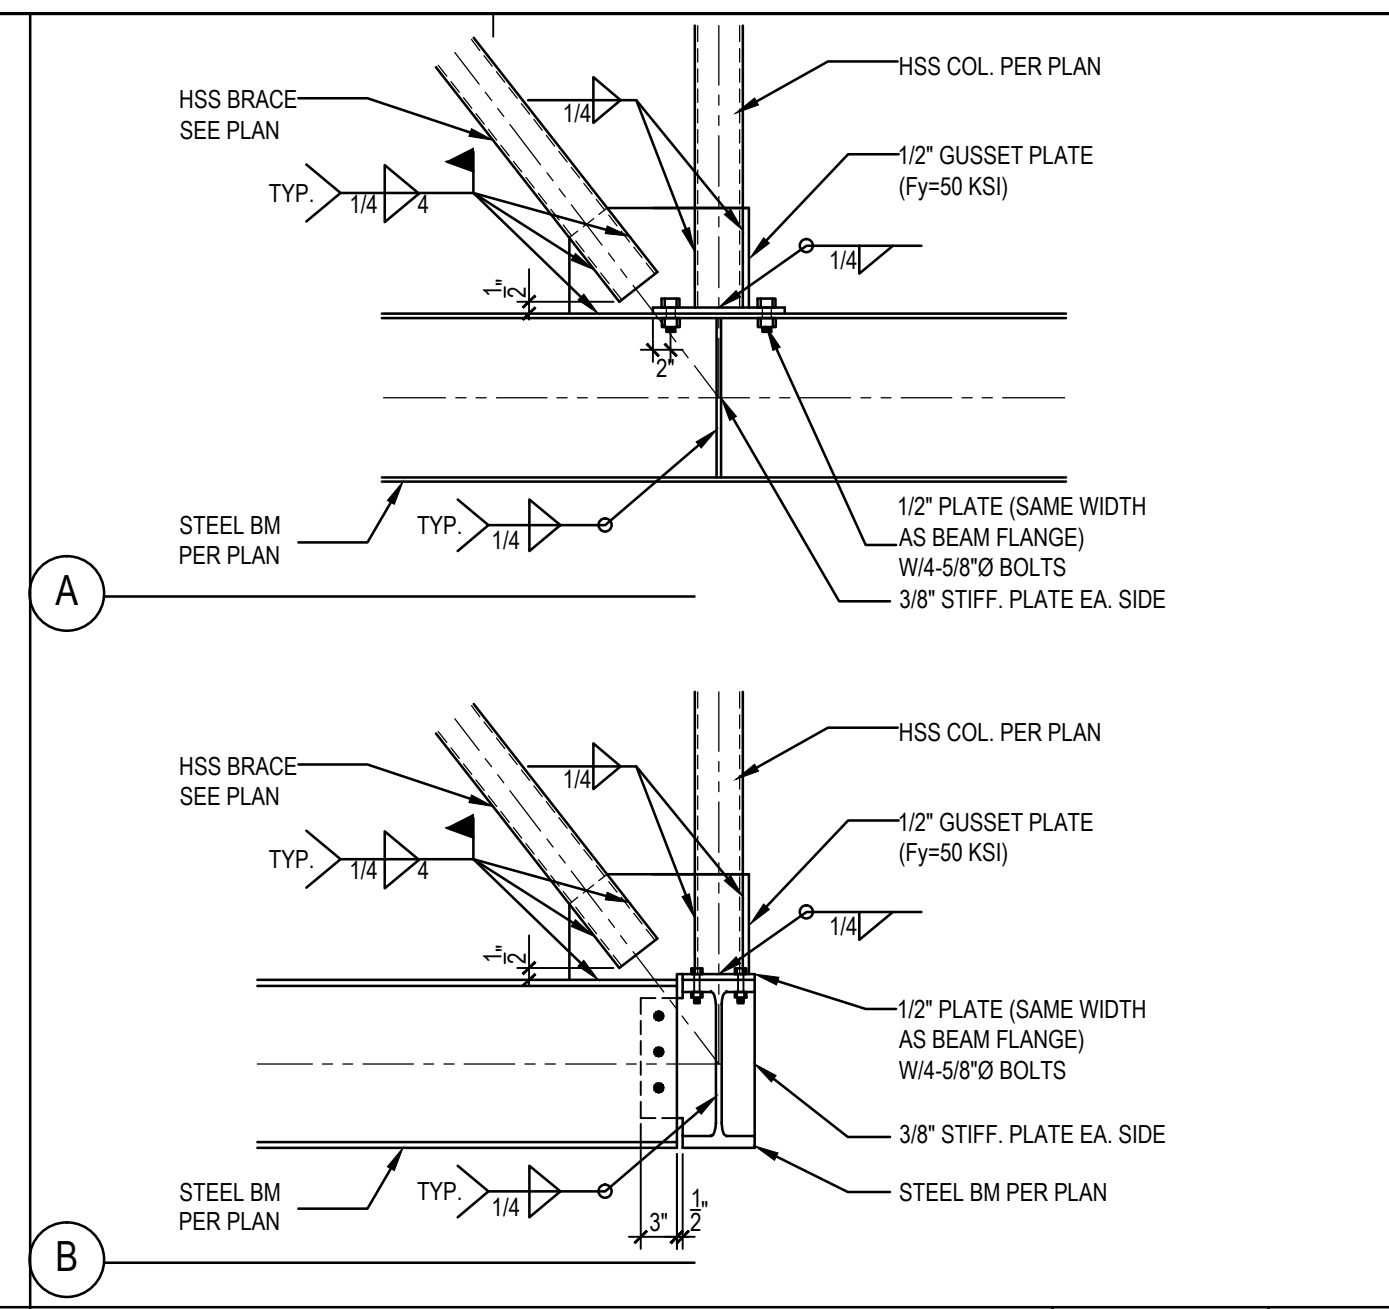 HSS COL. PER PLAN
HSS BRACE
SEE PLAN
1/4
1/2" GUSSET PLATE
(Fy=50 KSI)
TYP.
1/4
4
1/4
1/2"
2"
STEEL BM
PER PLAN
TYP.
1/4
1/2" PLATE (SAME WIDTH
AS BEAM FLANGE)
W/4-5/8"Ø BOLTS
3/8" STIFF. PLATE EA. SIDE
A
HSS COL. PER PLAN
HSS BRACE
SEE PLAN
1/4
1/2" GUSSET PLATE
(Fy=50 KSI)
TYP.
1/4
4
1/4
1/2"
1/2" PLATE (SAME WIDTH
AS BEAM FLANGE)
W/4-5/8"Ø BOLTS
3/8" STIFF. PLATE EA. SIDE
STEEL BM
PER PLAN
TYP.
1/4
3"
1/2"
STEEL BM PER PLAN
B